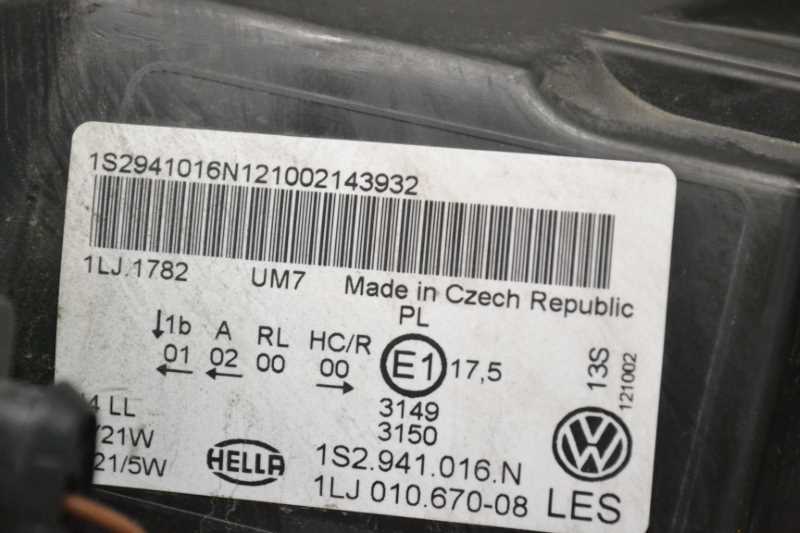 1S2941016N121002143932
1LJ.1782 UM7 Made in Czech Republic
PL
1b A RL HC/R
01 02 00 00 E1 17,5
13S
121002
3149
3150
LL
/21W
21/5W
HELLA
1S2.941.016.N
1LJ 010.670-08
VW
LES